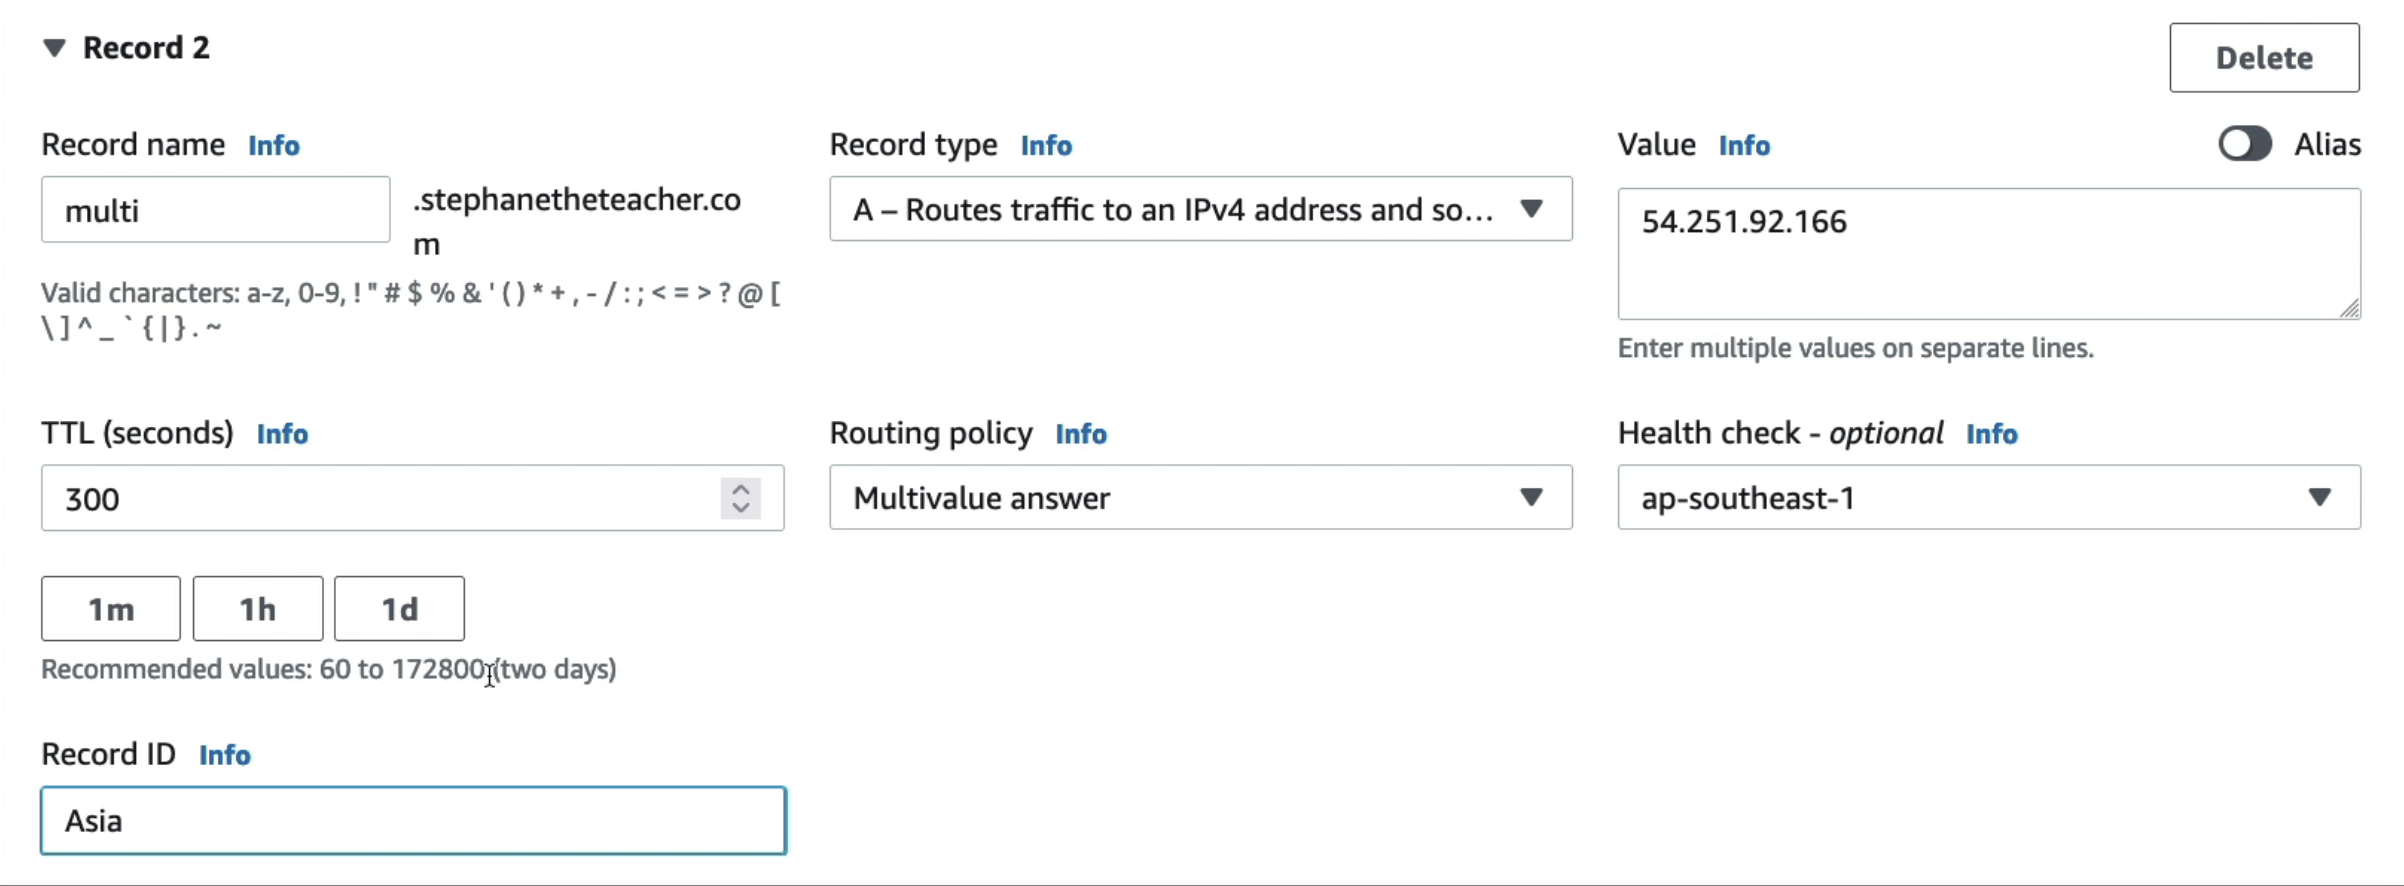 Record 2
Delete
Record name Info
multi
.stephanetheteacher.co
m
Valid characters: a-z, 0-9, ! " # $ % & ' ( ) * + , - / : ; < = > ? @ [
\ ] ^ _ ` { | } . ~
Record type Info
A – Routes traffic to an IPv4 address and so...
Value Info
Alias
54.251.92.166
Enter multiple values on separate lines.
TTL (seconds) Info
300
1m 1h 1d
Recommended values: 60 to 172800 (two days)
Routing policy Info
Multivalue answer
Health check - optional Info
ap-southeast-1
Record ID Info
Asia